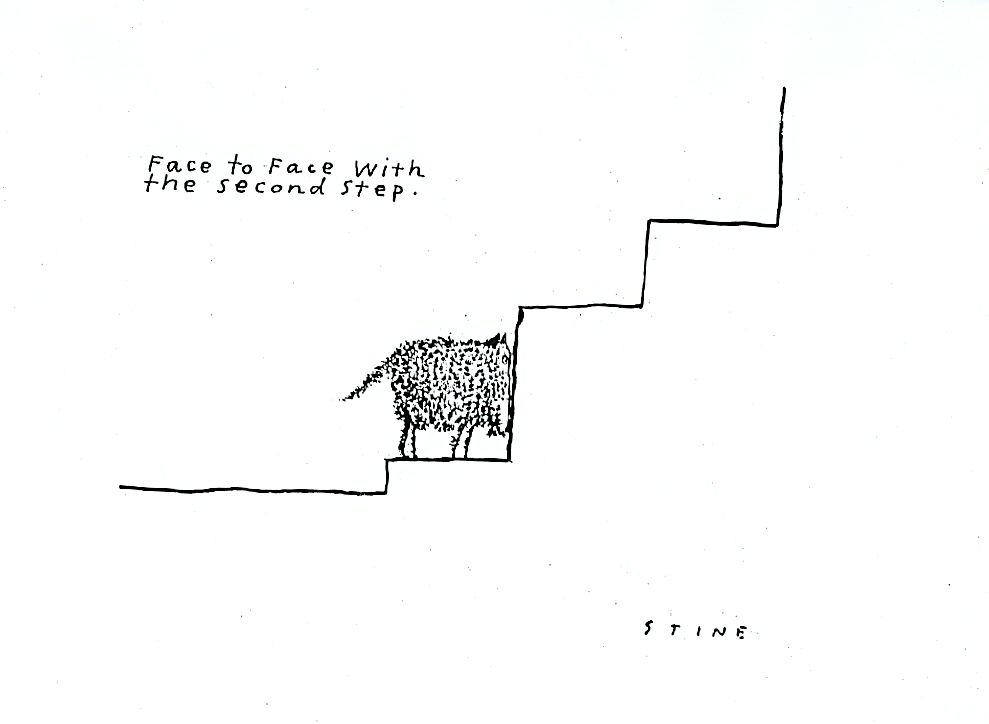 Face to Face With
the second step.
STINE